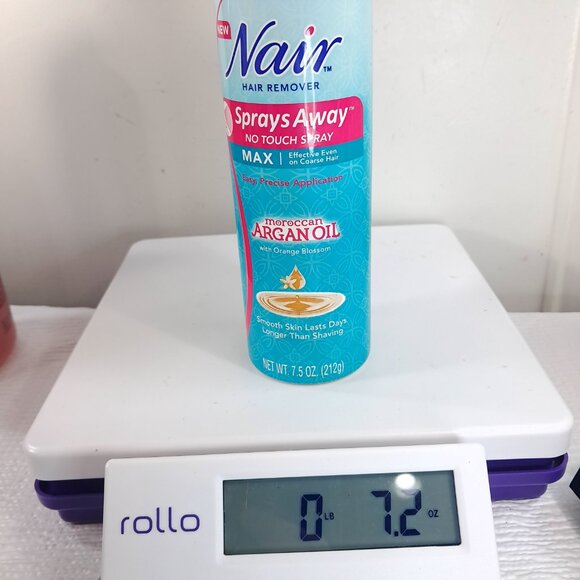 NEW
Nair™
HAIR REMOVER
Sprays Away™
NO TOUCH SPRAY
MAX | Effective Even
on Coarse Hair
Easy, Precise Application
moroccan
ARGAN OIL
with Orange Blossom
Smooth Skin Lasts Days
Longer Than Shaving
NET WT. 7.5 OZ. (212g)
rollo 0 LB 7.2 OZ